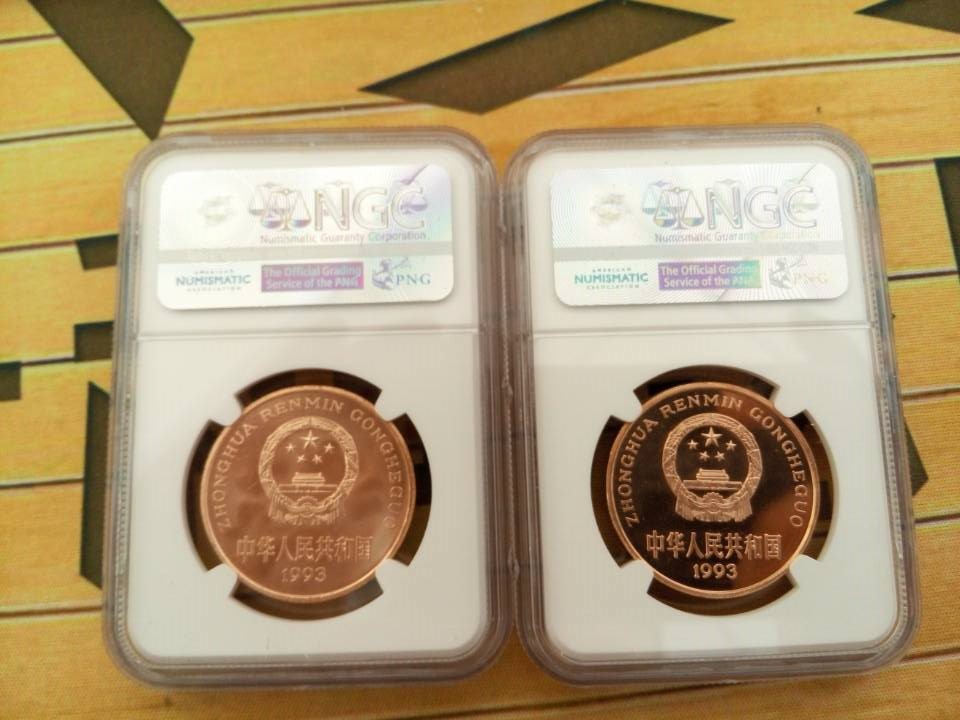 NGC
Numismatic Guaranty Corporation
AMERICAN
NUMISMATIC
ASSOCIATION
The Official Grading
Service of the PNG
PNG
ZHONGHUA RENMIN GONGHEGUO
中华人民共和国
1993
NGC
Numismatic Guaranty Corporation
AMERICAN
NUMISMATIC
ASSOCIATION
The Official Grading
Service of the PNG
PNG
ZHONGHUA RENMIN GONGHEGUO
中华人民共和国
1993